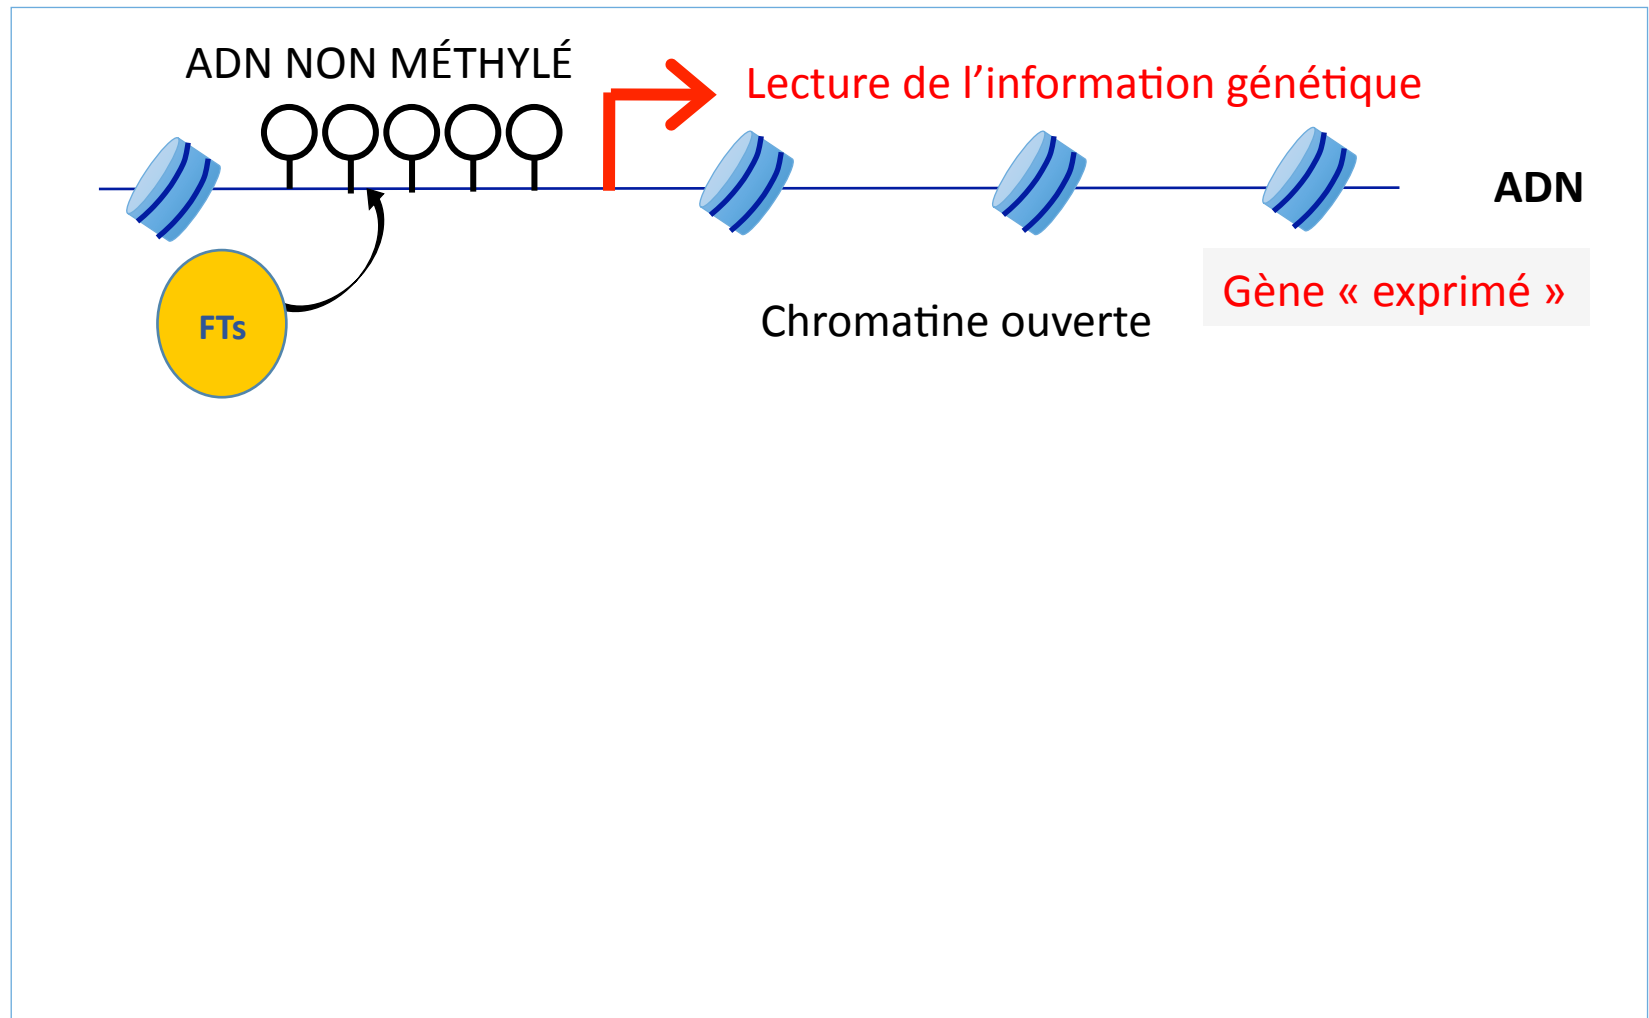 ADN NON MÉTHYLÉ
Lecture de l’information génétique
ADN
Gène « exprimé »
FTs
Chromatine ouverte